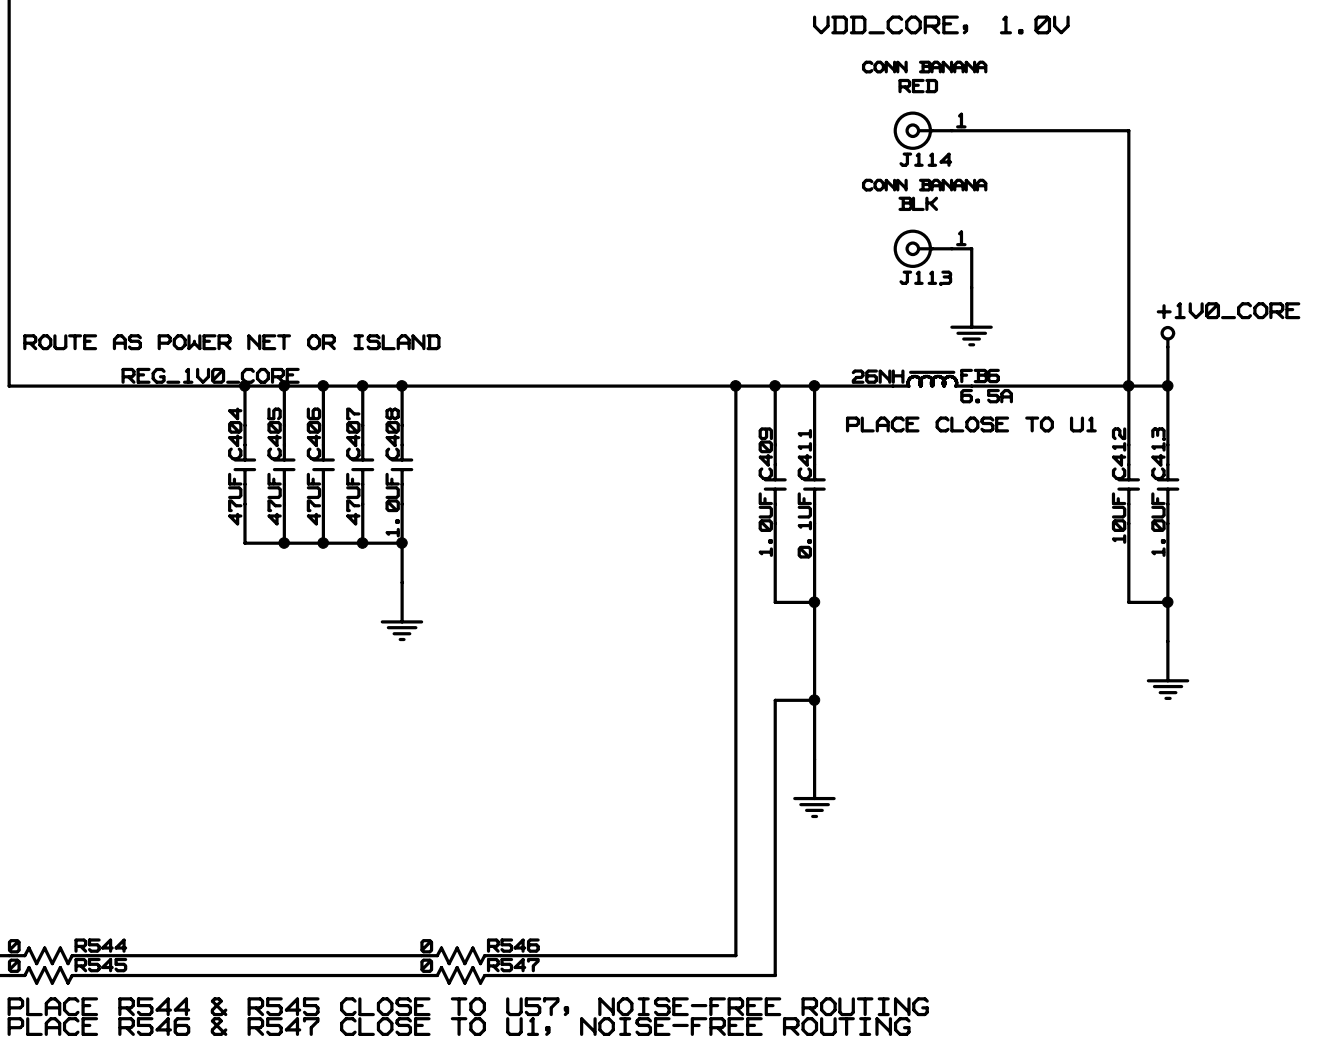 VDD_CORE, 1.0V
CONN BANANA
RED
1
J114
CONN BANANA
BLK
1
J113
+1V0_CORE
ROUTE AS POWER NET OR ISLAND
REG_1V0_CORE
26NH FB6
6.5A
PLACE CLOSE TO U1
47UF C404
47UF C405
47UF C406
47UF C407
1.0UF C408
1.0UF C409
0.1UF C411
10UF C412
1.0UF C413
0 R544
0 R546
0 R545
0 R547
PLACE R544 & R545 CLOSE TO U57, NOISE-FREE ROUTING
PLACE R546 & R547 CLOSE TO U1, NOISE-FREE ROUTING